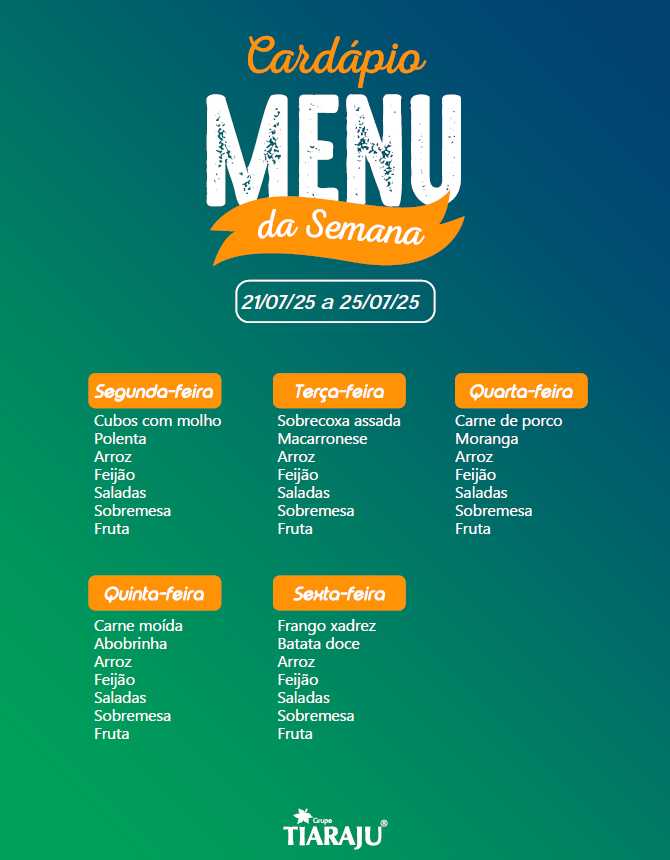 Cardápio
MENU
da Semana
21/07/25 a 25/07/25
Segunda-feira
Cubos com molho
Polenta
Arroz
Feijão
Saladas
Sobremesa
Fruta
Terça-feira
Sobrecoxa assada
Macarronese
Arroz
Feijão
Saladas
Sobremesa
Fruta
Quarta-feira
Carne de porco
Moranga
Arroz
Feijão
Saladas
Sobremesa
Fruta
Quinta-feira
Carne moída
Abobrinha
Arroz
Feijão
Saladas
Sobremesa
Fruta
Sexta-feira
Frango xadrez
Batata doce
Arroz
Feijão
Saladas
Sobremesa
Fruta
Grupo
TIARAJU®